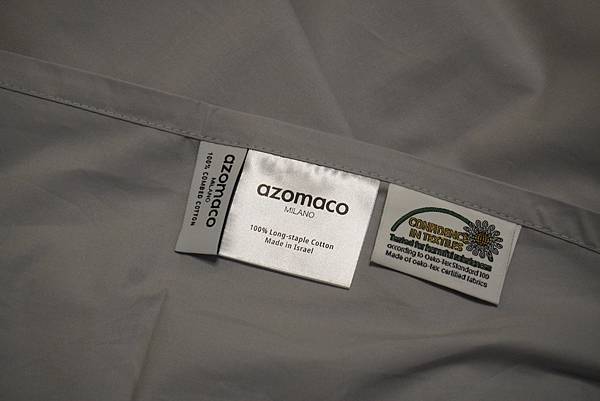 azomaco
MILANO
100% COMBED COTTON
azomaco
MILANO
100% Long-staple Cotton
Made in Israel
CONFIDENCE
IN TEXTILES
Tested for harmful substances
according to Oeko-Tex Standard 100
Made of Oeko-Tex Certified fabrics